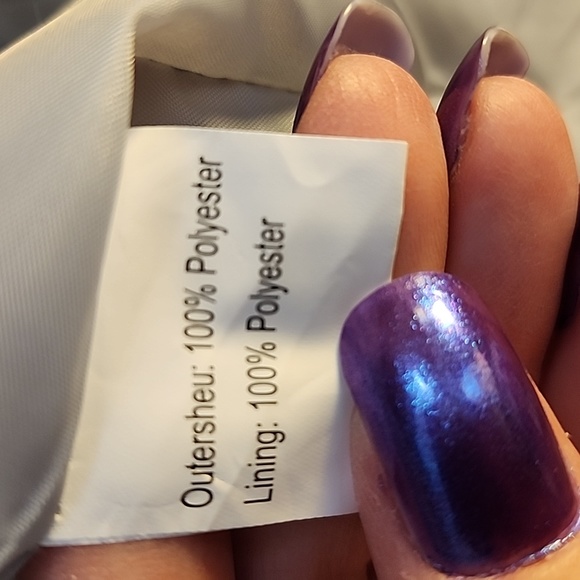 Outersheu: 100% Polyester
Lining: 100% Polyester